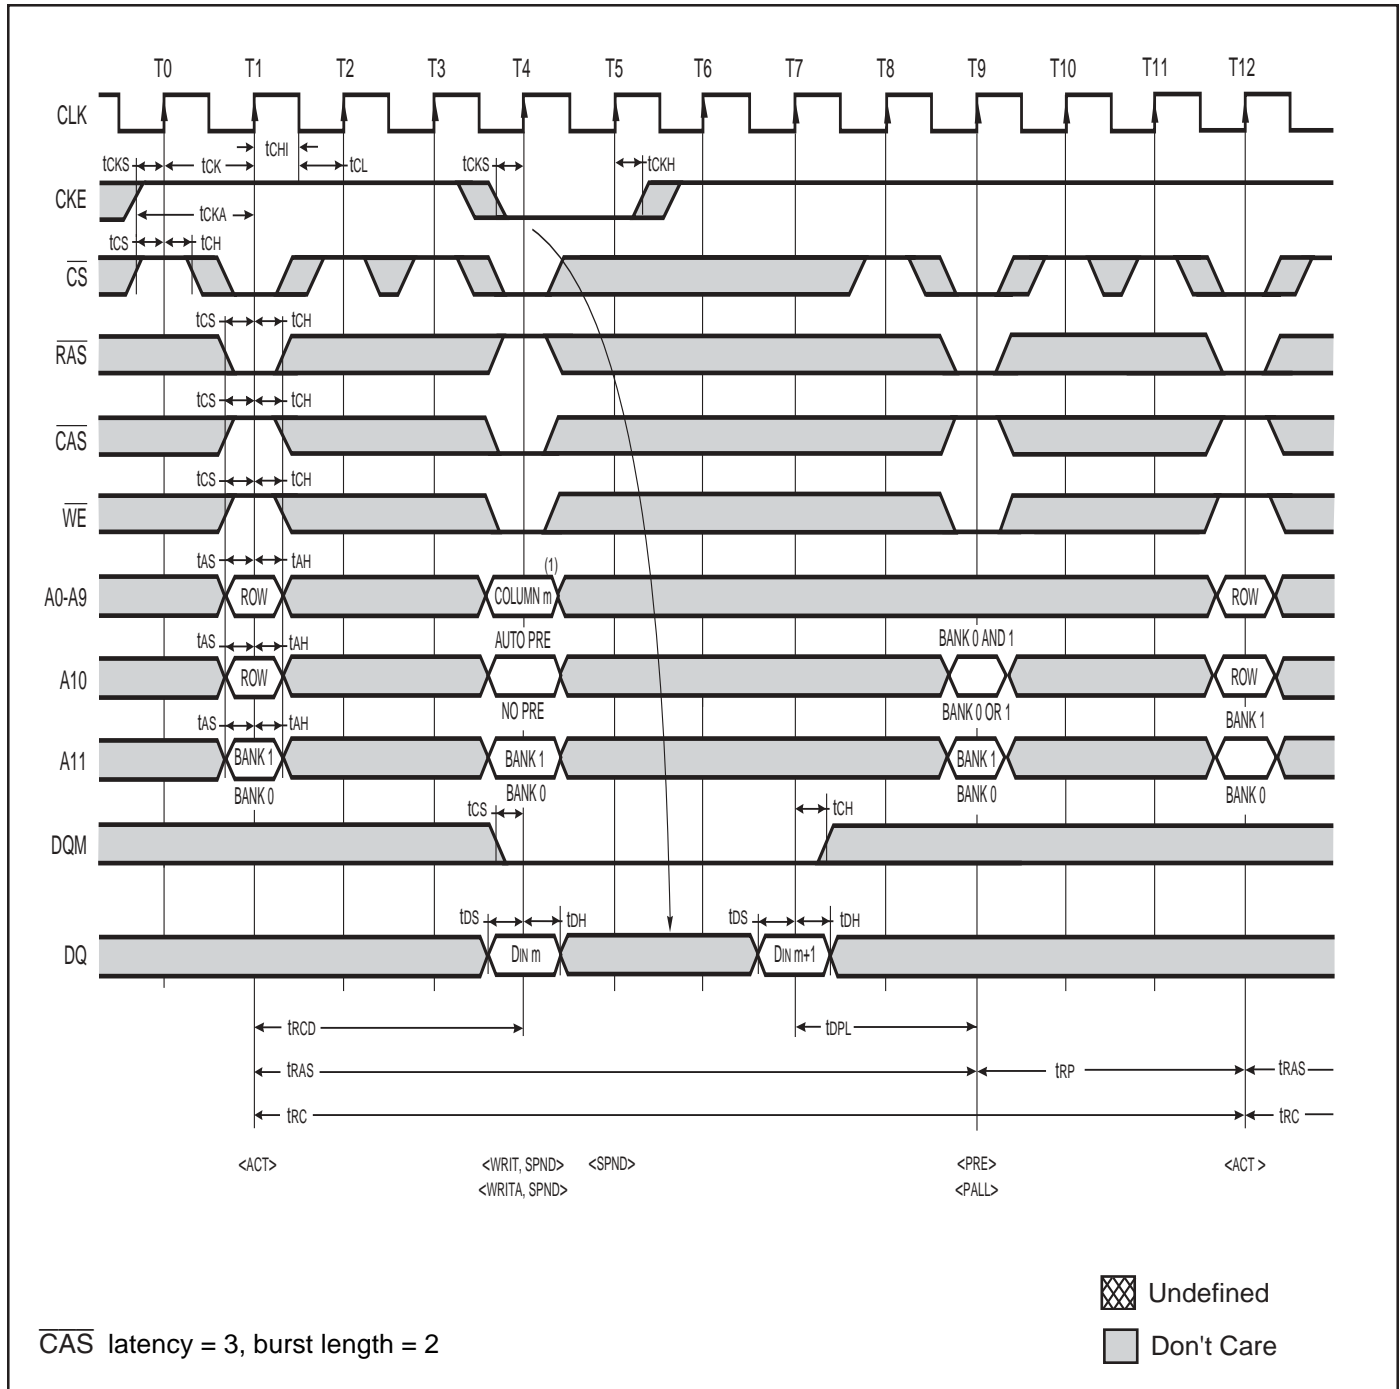 T0 T1 T2 T3 T4 T5 T6 T7 T8 T9 T10 T11 T12
CLK
tCHI
tCKS tCK tCL tCKS tCKH
CKE
tCKA
tCS tCH
CS
tCS tCH
RAS
tCS tCH
CAS
tCS tCH
WE
tAS tAH (1)
A0-A9 ROW COLUMN m ROW
tAS tAH AUTO PRE BANK 0 AND 1
A10 ROW ROW
NO PRE BANK 0 OR 1 BANK 1
tAS tAH
A11 BANK 1 BANK 1 BANK 1
BANK 0 BANK 0 BANK 0 BANK 0
tCS tCH
DQM
tDS tDH tDS tDH
DQ DIN m DIN m+1
tRCD tDPL
tRAS tRP tRAS
tRC tRC
<ACT> <WRIT, SPND> <SPND> <PRE> <ACT >
<WRITA, SPND> <PALL>
Undefined
CAS latency = 3, burst length = 2 Don't Care